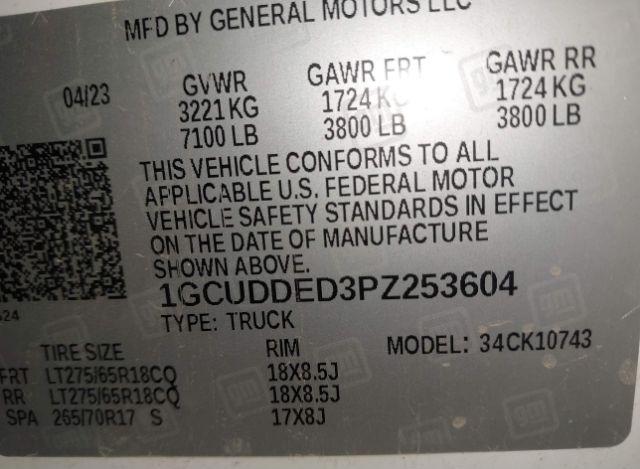 MFD BY GENERAL MOTORS LLC
04/23 GVWR GAWR FRT GAWR RR
3221 KG 1724 KG 1724 KG
7100 LB 3800 LB 3800 LB
THIS VEHICLE CONFORMS TO ALL
APPLICABLE U.S. FEDERAL MOTOR
VEHICLE SAFETY STANDARDS IN EFFECT
ON THE DATE OF MANUFACTURE
SHOWN ABOVE.
1GCUDDED3PZ253604
TYPE: TRUCK
TIRE SIZE RIM MODEL: 34CK10743
FRT LT275/65R18CQ 18X8.5J
RR LT275/65R18CQ 18X8.5J
SPA 265/70R17 S 17X8J